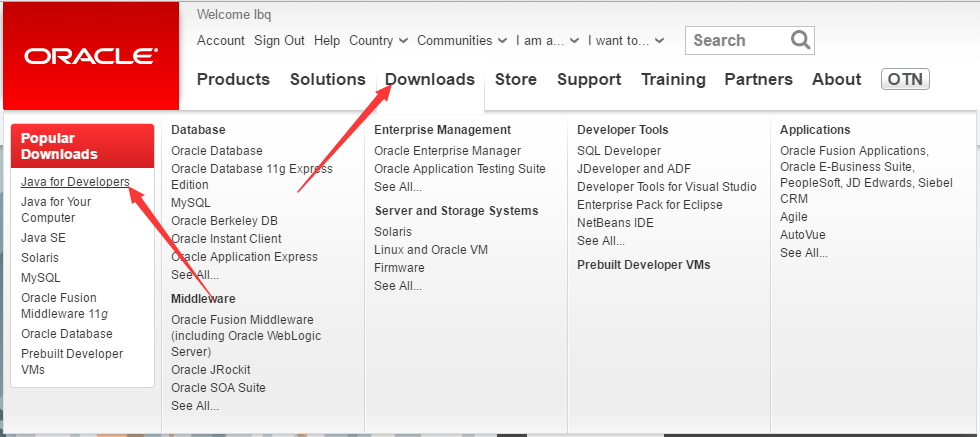 Welcome lbq
Account Sign Out Help Country Communities I am a... I want to... Search
ORACLE
Products Solutions Downloads Store Support Training Partners About OTN
Popular
Downloads
Java for Developers
Java for Your
Computer
Java SE
Solaris
MySQL
Oracle Fusion
Middleware 11g
Oracle Database
Prebuilt Developer
VMs
Database
Oracle Database
Oracle Database 11g Express
Edition
MySQL
Oracle Berkeley DB
Oracle Instant Client
Oracle Application Express
See All...
Middleware
Oracle Fusion Middleware
(including Oracle WebLogic
Server)
Oracle JRockit
Oracle SOA Suite
See All...
Enterprise Management
Oracle Enterprise Manager
Oracle Application Testing Suite
See All...
Server and Storage Systems
Solaris
Linux and Oracle VM
Firmware
See All...
Developer Tools
SQL Developer
JDeveloper and ADF
Developer Tools for Visual Studio
Enterprise Pack for Eclipse
NetBeans IDE
See All...
Prebuilt Developer VMs
Applications
Oracle Fusion Applications,
Oracle E-Business Suite,
PeopleSoft, JD Edwards, Siebel
CRM
Agile
AutoVue
See All...